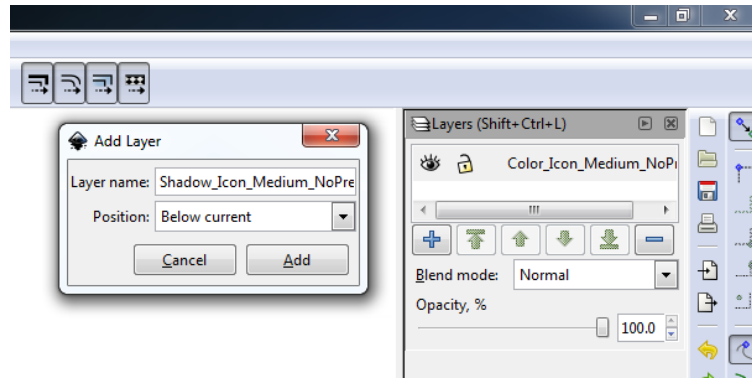 Add Layer
Layer name: Shadow_Icon_Medium_NoPre
Position: Below current
Cancel Add
Layers (Shift+Ctrl+L)
Color_Icon_Medium_NoPr
Blend mode: Normal
Opacity, %
100.0